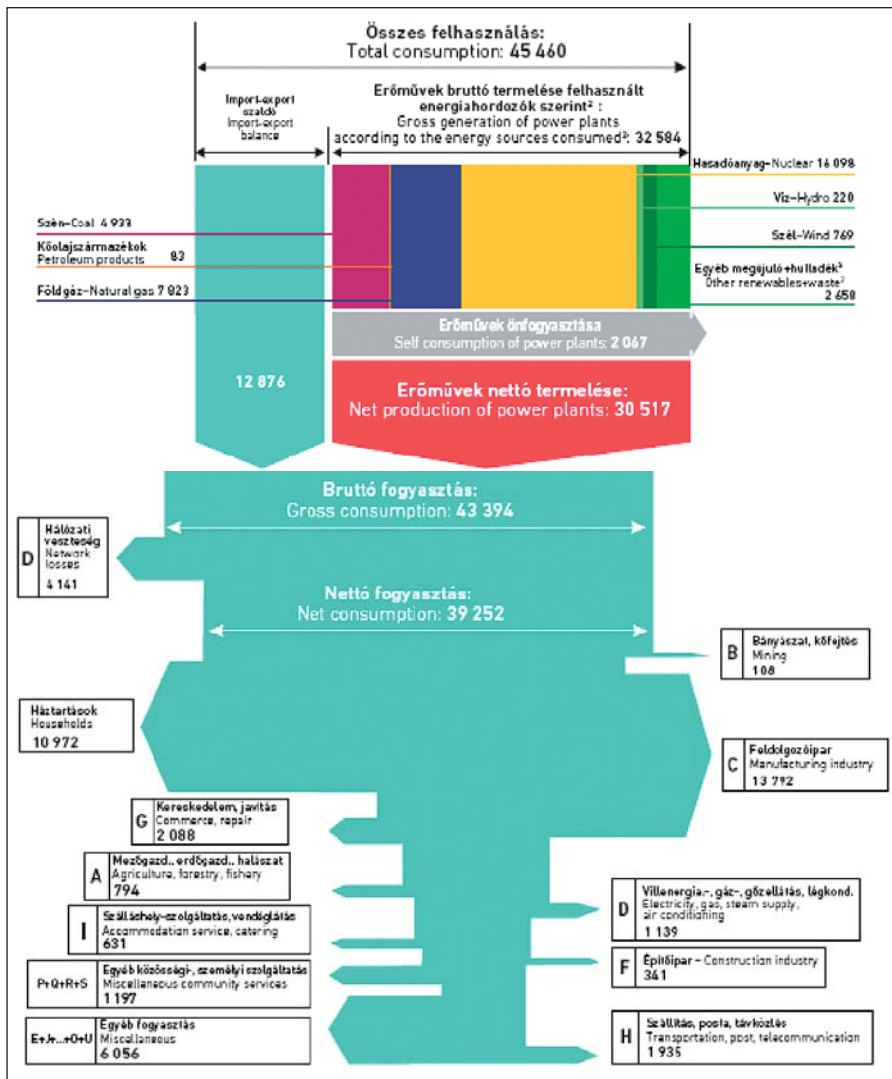 Összes felhasználás:
Total consumption: 45 460
Import-export
szaldó
Import-export
balance
Erőművek bruttó termelése felhasznált
energiahordozók szerint² :
Gross generation of power plants
according to the energy sources consumed²: 32 584
Hasadóanyag–Nuclear 16 098
Víz–Hydro 220
Szél–Wind 769
Egyéb megújuló+hulladék³
Other renewables+waste²
2 658
Szén–Coal 4 933
Kőolajszármazékok
Petroleum products 83
Földgáz–Natural gas 7 823
Erőművek önfogyasztása
Self consumption of power plants: 2 067
12 876
Erőművek nettó termelése:
Net production of power plants: 30 517
Bruttó fogyasztás:
Gross consumption: 43 394
D
Hálózati
veszteség
Network
losses
4 141
Nettó fogyasztás:
Net consumption: 39 252
B
Bányászat, kőfejtés
Mining
108
Háztartások
Households
10 972
C
Feldolgozóipar
Manufacturing industry
13 792
G
Kereskedelem, javítás
Commerce, repair
2 088
A
Mezőgazd., erdőgazd., halászat
Agriculture, forestry, fishery
794
D
Villenergia.-, gáz-, gőzellátás, légkond.
Electricity, gas, steam supply,
air conditioning
1 139
I
Szálláshely-szolgáltatás, vendéglátás
Accommodation service, catering
631
F
Építőipar – Construction industry
341
P+Q+R+S
Egyéb közösségi-, személyi szolgáltatás
Miscellaneous community services
1 197
E+J+...+O+U
Egyéb fogyasztás
Miscellaneous
6 056
H
Szállítás, posta, távközlés
Transportation, post, telecommunication
1 935